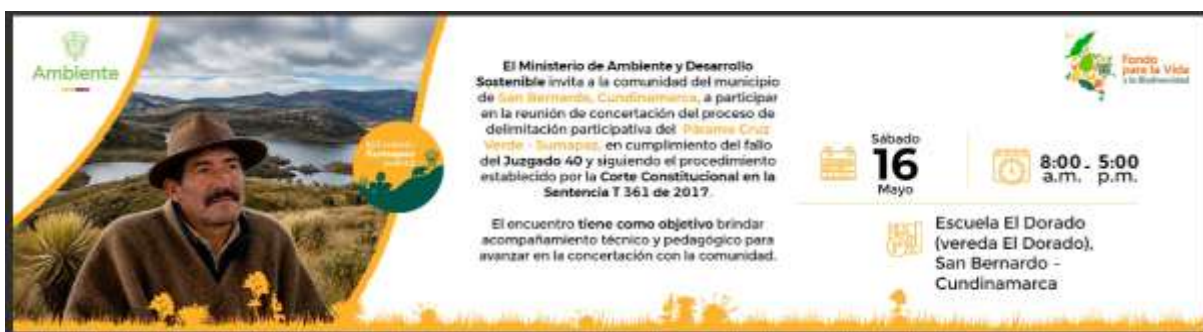 Ambiente
El Ministerio de Ambiente y Desarrollo
Sostenible invita a la comunidad del municipio
de San Bernardo, Cundinamarca, a participar
en la reunión de concertación del proceso de
delimitación participativa del Páramo Cruz
Verde - Sumapaz, en cumplimiento del fallo
del Juzgado 40 y siguiendo el procedimiento
establecido por la Corte Constitucional en la
Sentencia T 361 de 2017.
El encuentro tiene como objetivo brindar
acompañamiento técnico y pedagógico para
avanzar en la concertación con la comunidad.
Fondo
para la Vida
y la Biodiversidad
Sábado
16
Mayo
8:00 - 5:00
a.m. p.m.
Escuela El Dorado
(vereda El Dorado),
San Bernardo -
Cundinamarca